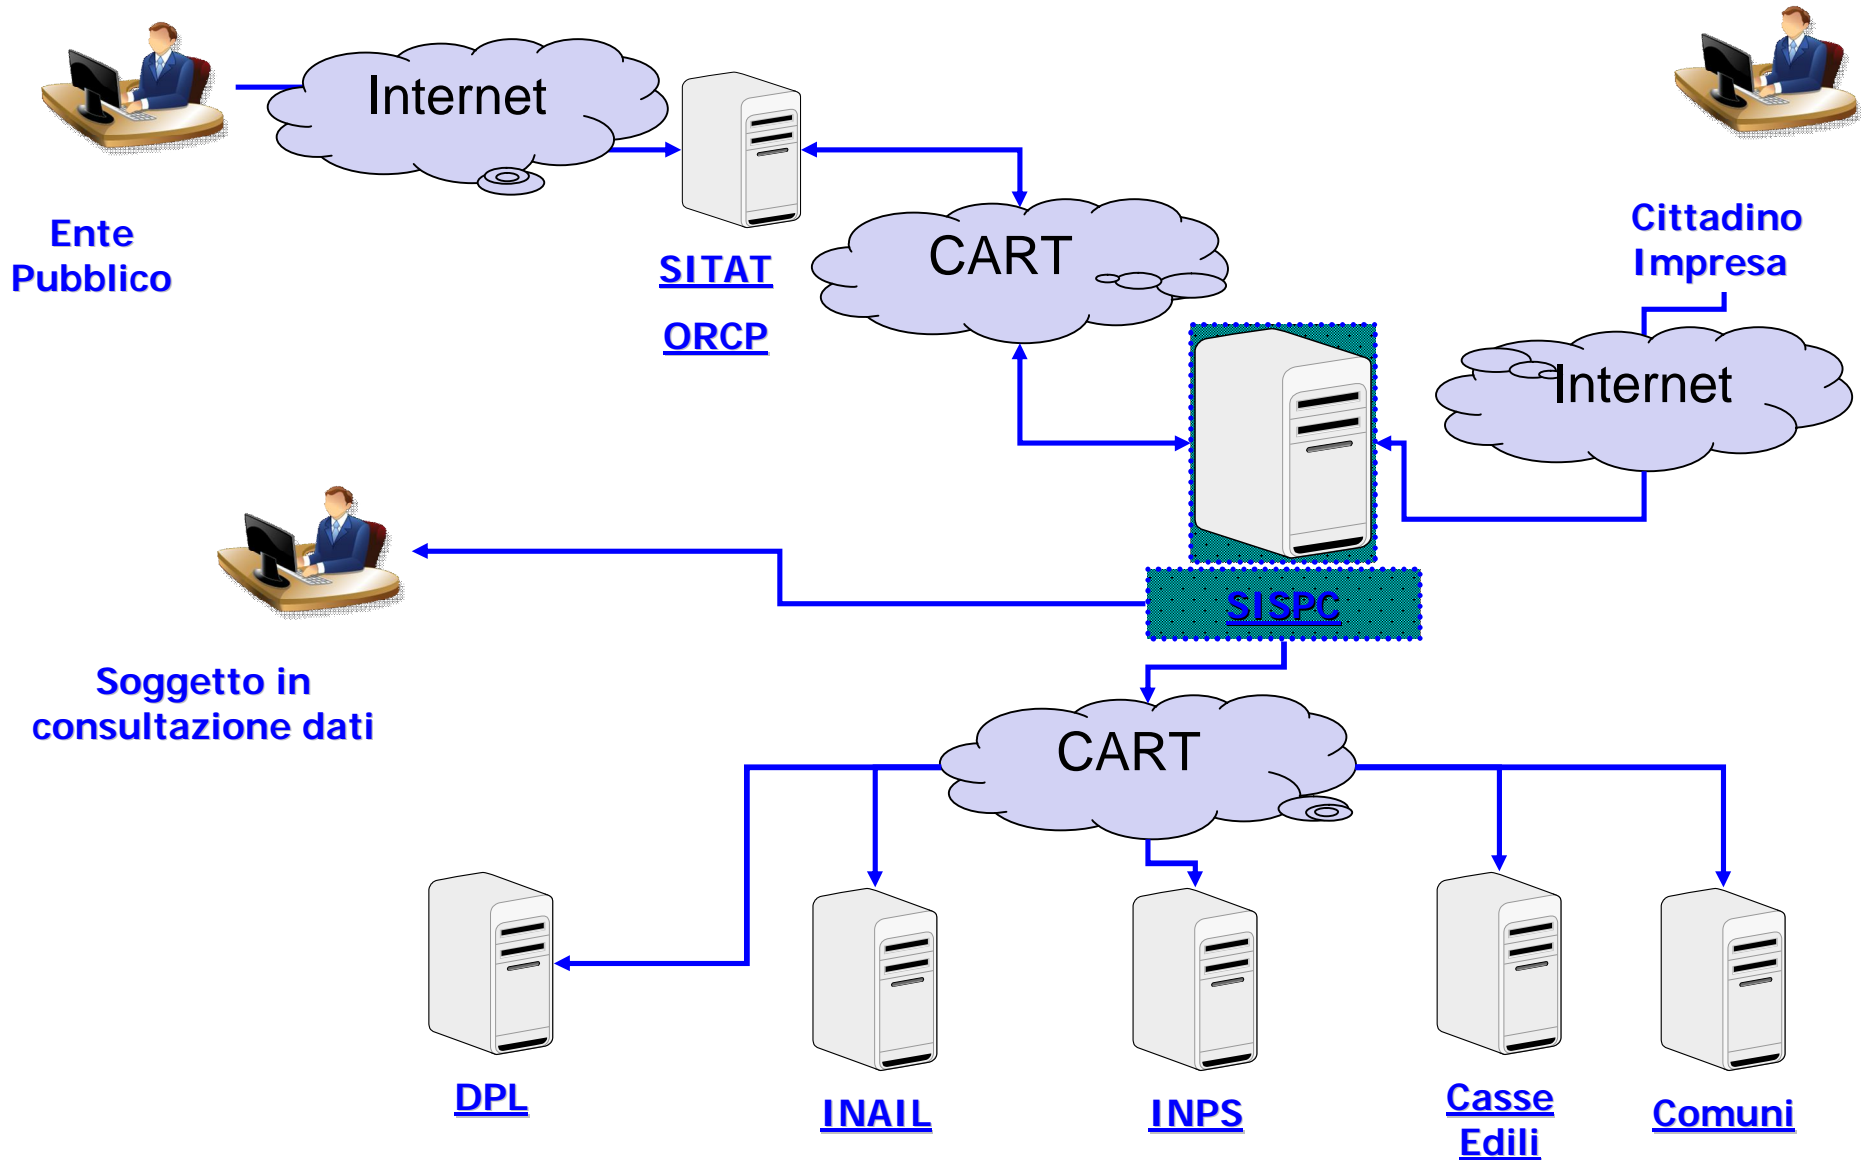 Internet
Ente
Pubblico
SITAT
ORCP
CART
Cittadino
Impresa
Internet
SISPC
Soggetto in
consultazione dati
CART
DPL
INAIL
INPS
Casse
Edili
Comuni